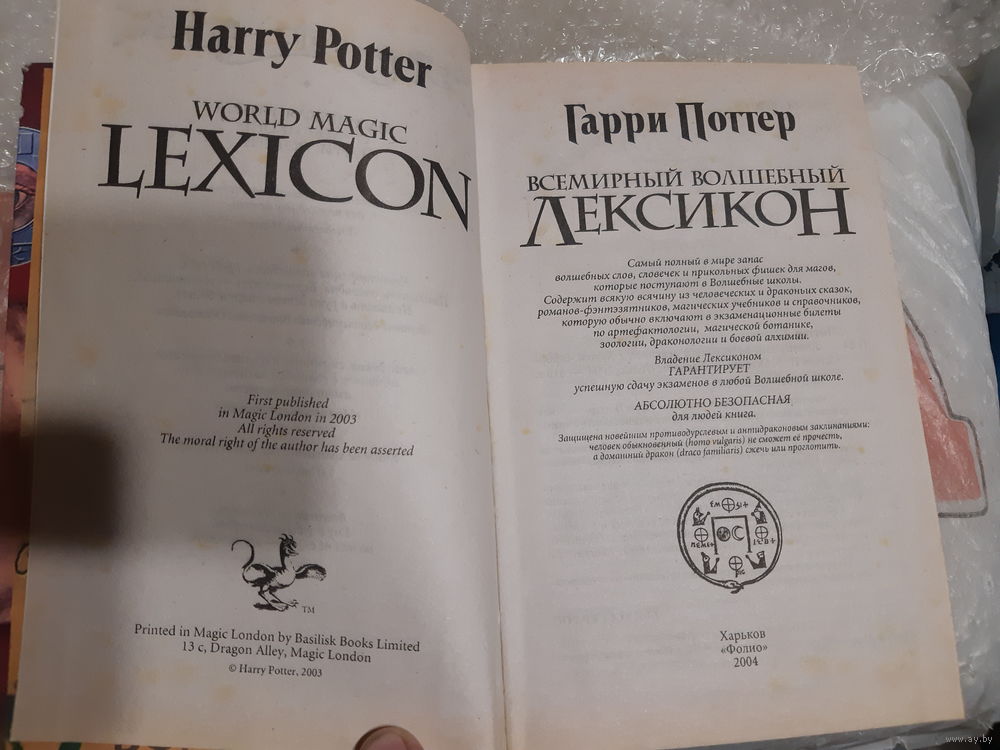 Harry Potter
WORLD MAGIC
LEXICON
First published
in Magic London in 2003
All rights reserved
The moral right of the author has been asserted
TM
Printed in Magic London by Basilisk Books Limited
13 c, Dragon Alley, Magic London
© Harry Potter, 2003
Гарри Поттер
ВСЕМИРНЫЙ ВОЛШЕБНЫЙ
ЛЕКСИКОН
Самый полный в мире запас
волшебных слов, словечек и прикольных фишек для магов,
которые поступают в Волшебные школы.
Содержит всякую всячину из человеческих и драконьих сказок,
романов-фэнтэзятников, магических учебников и справочников,
которую обычно включают в экзаменационные билеты
по артефактологии, магической ботанике,
зоологии, драконологии и боевой алхимии.
Владение Лексиконом
ГАРАНТИРУЕТ
успешную сдачу экзаменов в любой Волшебной школе.
АБСОЛЮТНО БЕЗОПАСНАЯ
для людей книга.
Защищена новейшим противодурслевым и антидраконовым заклинаниями:
человек обыкновенный (homo vulgaris) не сможет её прочесть,
а домашний дракон (draco familiaris) сжечь или проглотить.
Харьков
«Фолио»
2004
www.ay.by